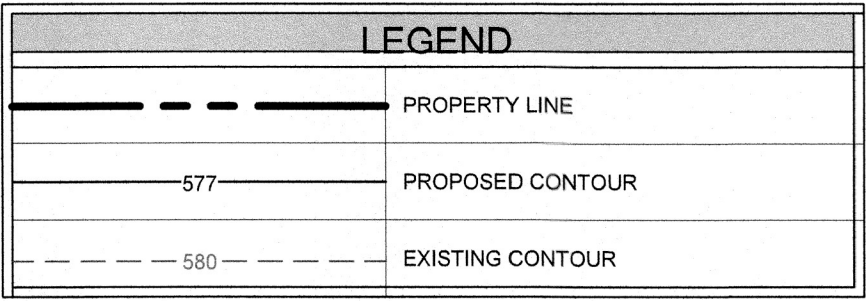 LEGEND
PROPERTY LINE
577 PROPOSED CONTOUR
580 EXISTING CONTOUR